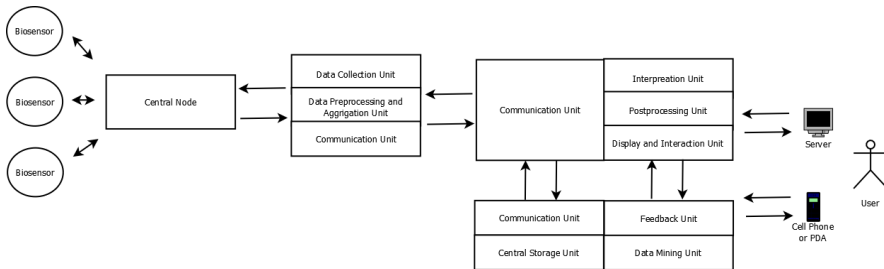 Biosensor
Biosensor
Biosensor
Central Node
Data Collection Unit
Data Preprocessing and
Aggrigation Unit
Communication Unit
Communication Unit
Interpreation Unit
Postprocessing Unit
Display and Interaction Unit
Communication Unit
Feedback Unit
Central Storage Unit
Data Mining Unit
Server
Cell Phone
or PDA
User